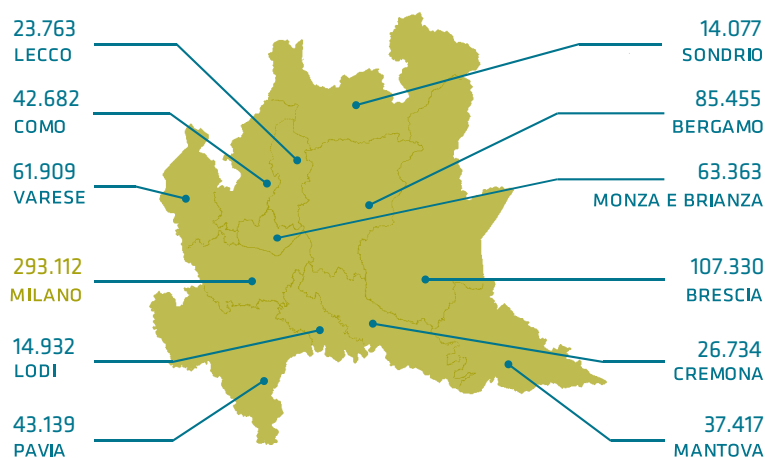 23.763
LECCO
42.682
COMO
61.909
VARESE
293.112
MILANO
14.932
LODI
43.139
PAVIA
14.077
SONDRIO
85.455
BERGAMO
63.363
MONZA E BRIANZA
107.330
BRESCIA
26.734
CREMONA
37.417
MANTOVA